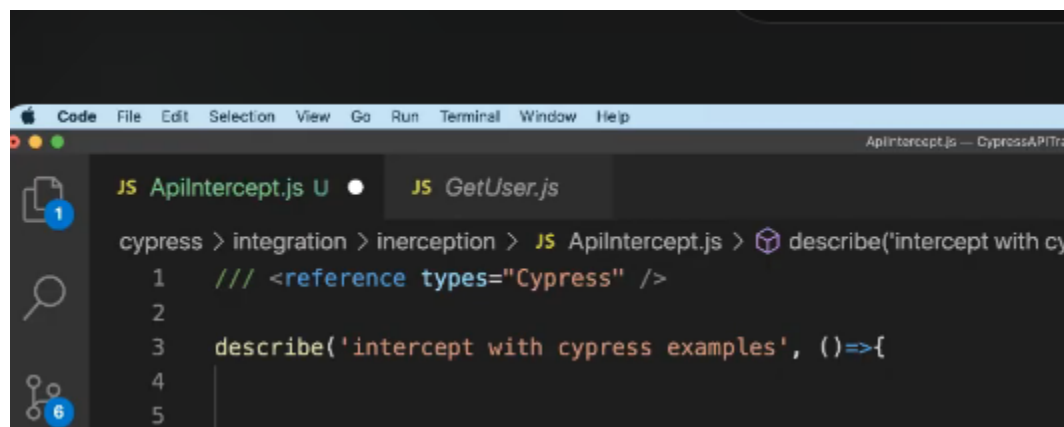 Code File Edit Selection View Go Run Terminal Window Help
ApiIntercept.js — CypressAPITra
JS ApiIntercept.js U JS GetUser.js
1
cypress > integration > inerception > JS ApiIntercept.js > describe('intercept with cy
1 /// <reference types="Cypress" />
2
3 describe('intercept with cypress examples', ()=>{
4
5
6